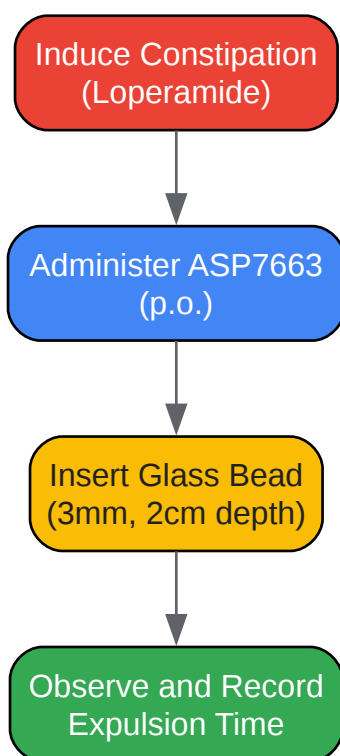 Induce Constipation
(Loperamide)
Administer ASP7663
(p.o.)
Insert Glass Bead
(3mm, 2cm depth)
Observe and Record
Expulsion Time